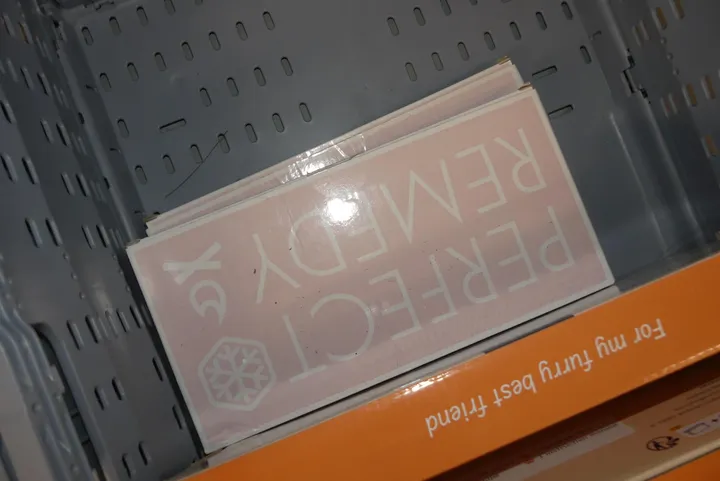 For my furry best friend
PERFECT
REMEDY